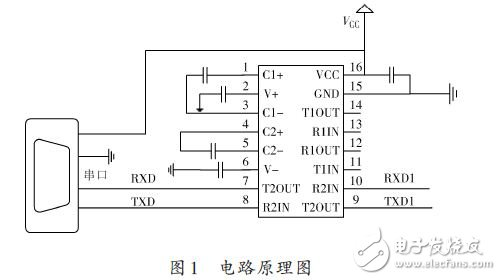 VCC
1 C1+ VCC 16
2 V+ GND 15
3 C1- T1OUT 14
4 C2+ R1IN 13
5 C2- R1OUT 12
6 V- T1IN 11
7 T2OUT R2IN 10
8 R2IN T2OUT 9
串口
RXD
TXD
RXD1
TXD1
图1 电路原理图
电子发烧友
www.elecfans.com